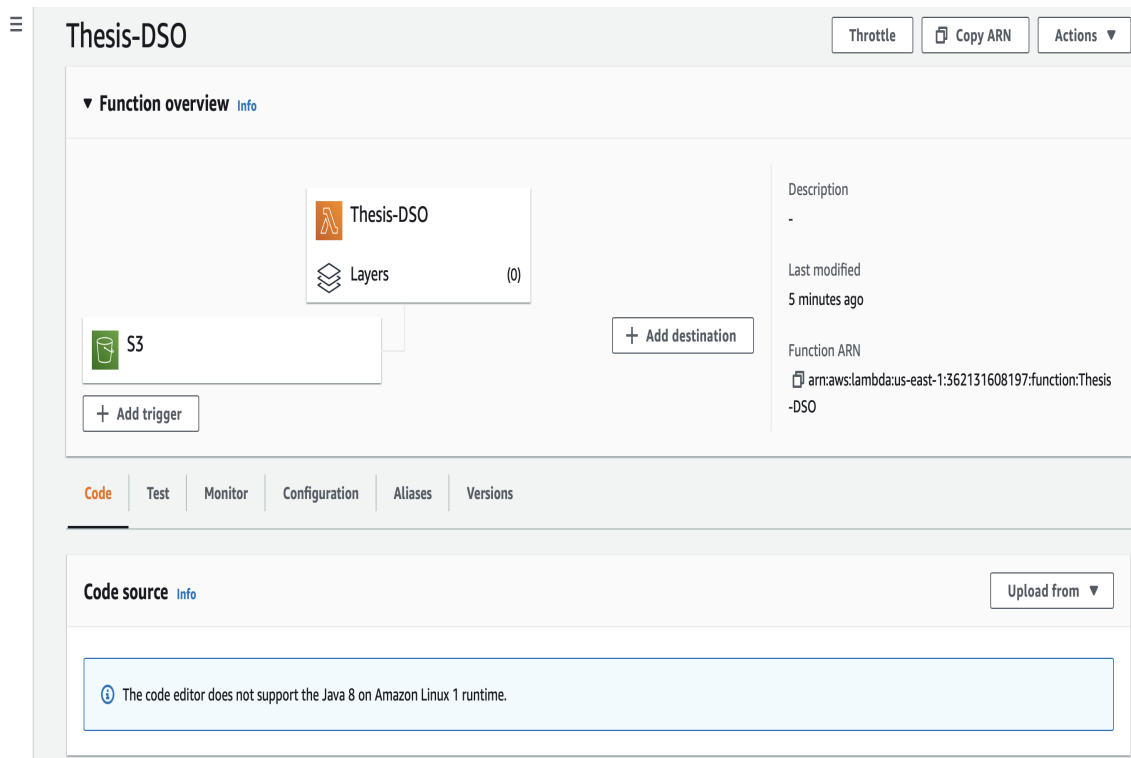 Thesis-DSO
Throttle
Copy ARN
Actions ▼
▼ Function overview Info
Thesis-DSO
Layers (0)
S3
+ Add trigger
+ Add destination
Description
-
Last modified
5 minutes ago
Function ARN
arn:aws:lambda:us-east-1:362131608197:function:Thesis
-DSO
Code
Test
Monitor
Configuration
Aliases
Versions
Code source Info
Upload from ▼
The code editor does not support the Java 8 on Amazon Linux 1 runtime.